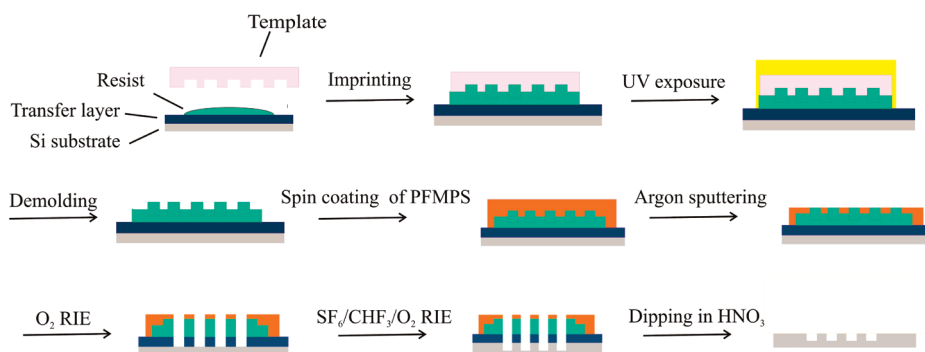 Template
Resist
Transfer layer
Si substrate
Imprinting
UV exposure
Demolding
Spin coating of PFMPS
Argon sputtering
O₂ RIE
SF₆/CHF₃/O₂ RIE
Dipping in HNO₃